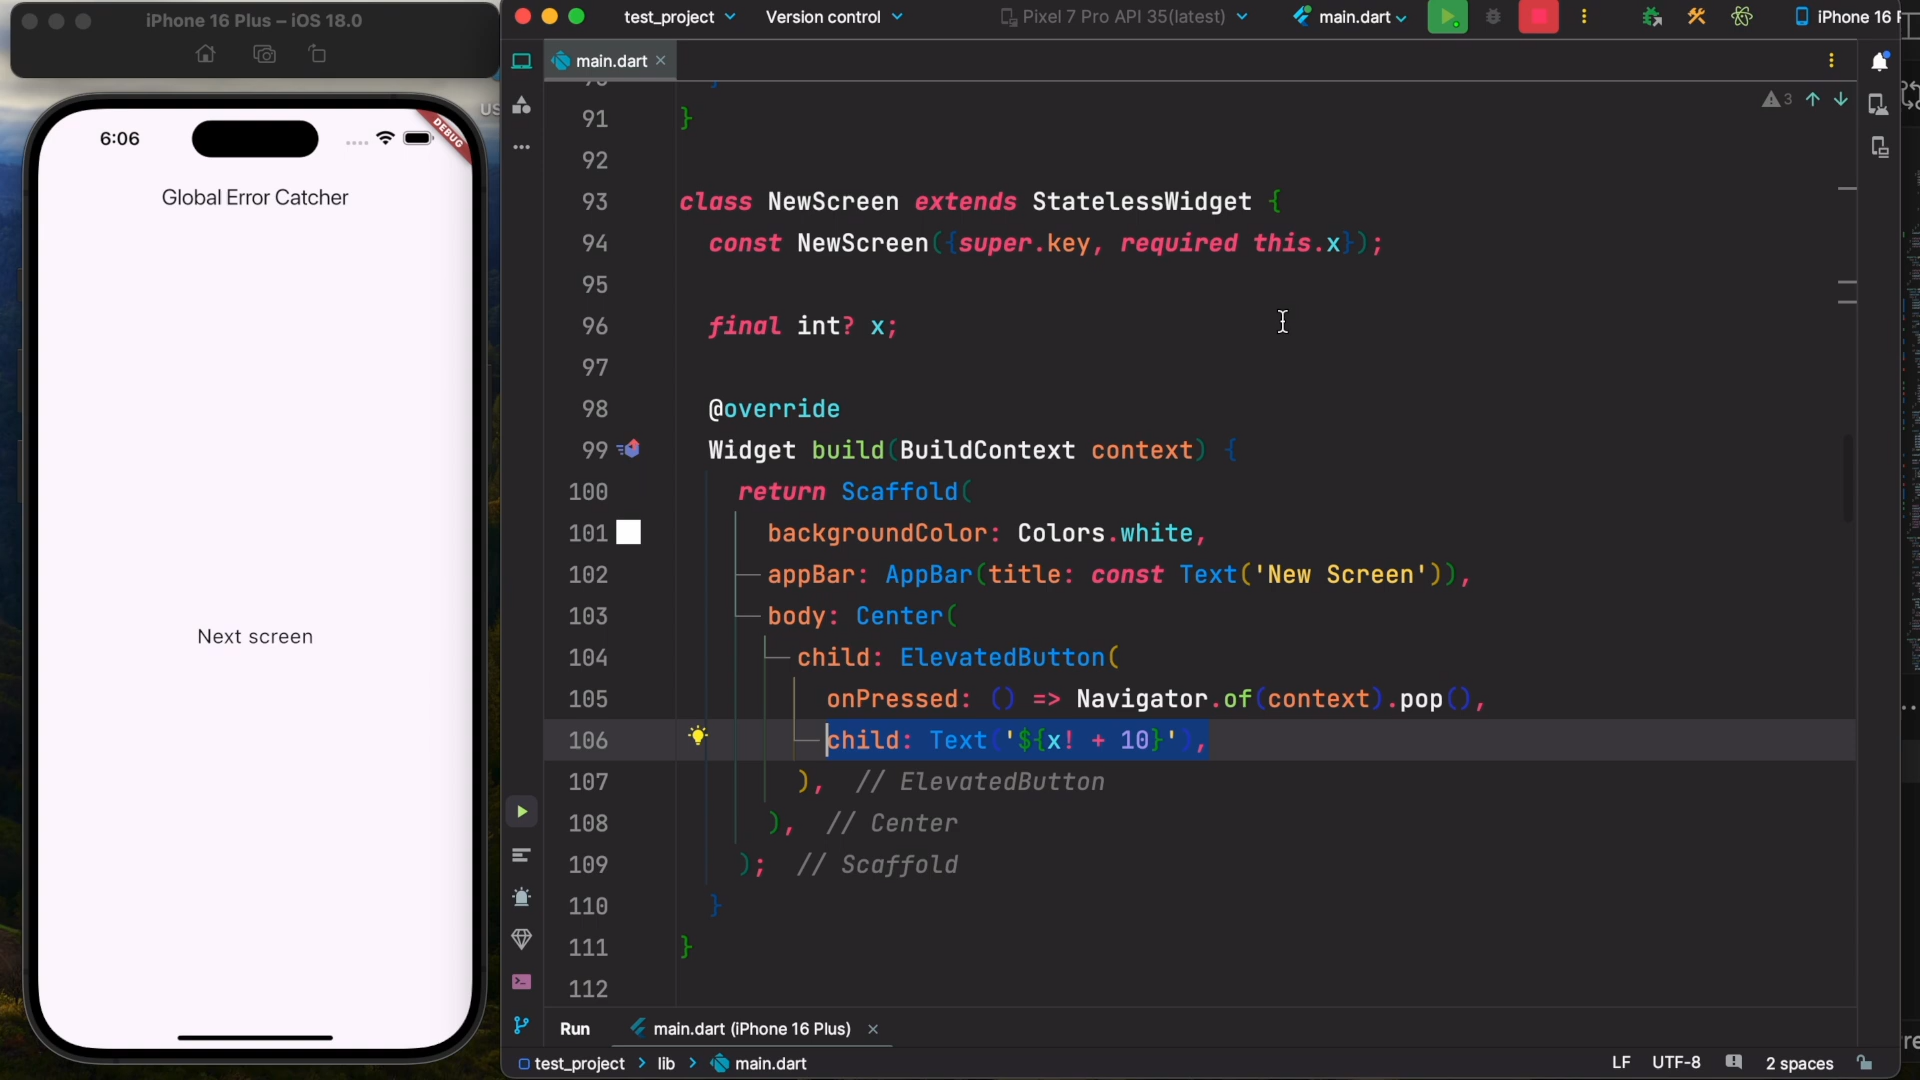 iPhone 16 Plus – iOS 18.0
6:06
DEBUG
Global Error Catcher
Next screen
US
test_project
Version control
Pixel 7 Pro API 35(latest)
main.dart
iPhone 16
main.dart
3
91 }
92
93 class NewScreen extends StatelessWidget {
94 const NewScreen({super.key, required this.x});
95
96 final int? x;
97
98 @override
99 Widget build(BuildContext context) {
100 return Scaffold(
101 backgroundColor: Colors.white,
102 appBar: AppBar(title: const Text('New Screen')),
103 body: Center(
104 child: ElevatedButton(
105 onPressed: () => Navigator.of(context).pop(),
106 child: Text('${x! + 10}'),
107 ), // ElevatedButton
108 ), // Center
109 ); // Scaffold
110 }
111 }
112
Run
main.dart (iPhone 16 Plus)
test_project > lib > main.dart
LF
UTF-8
2 spaces